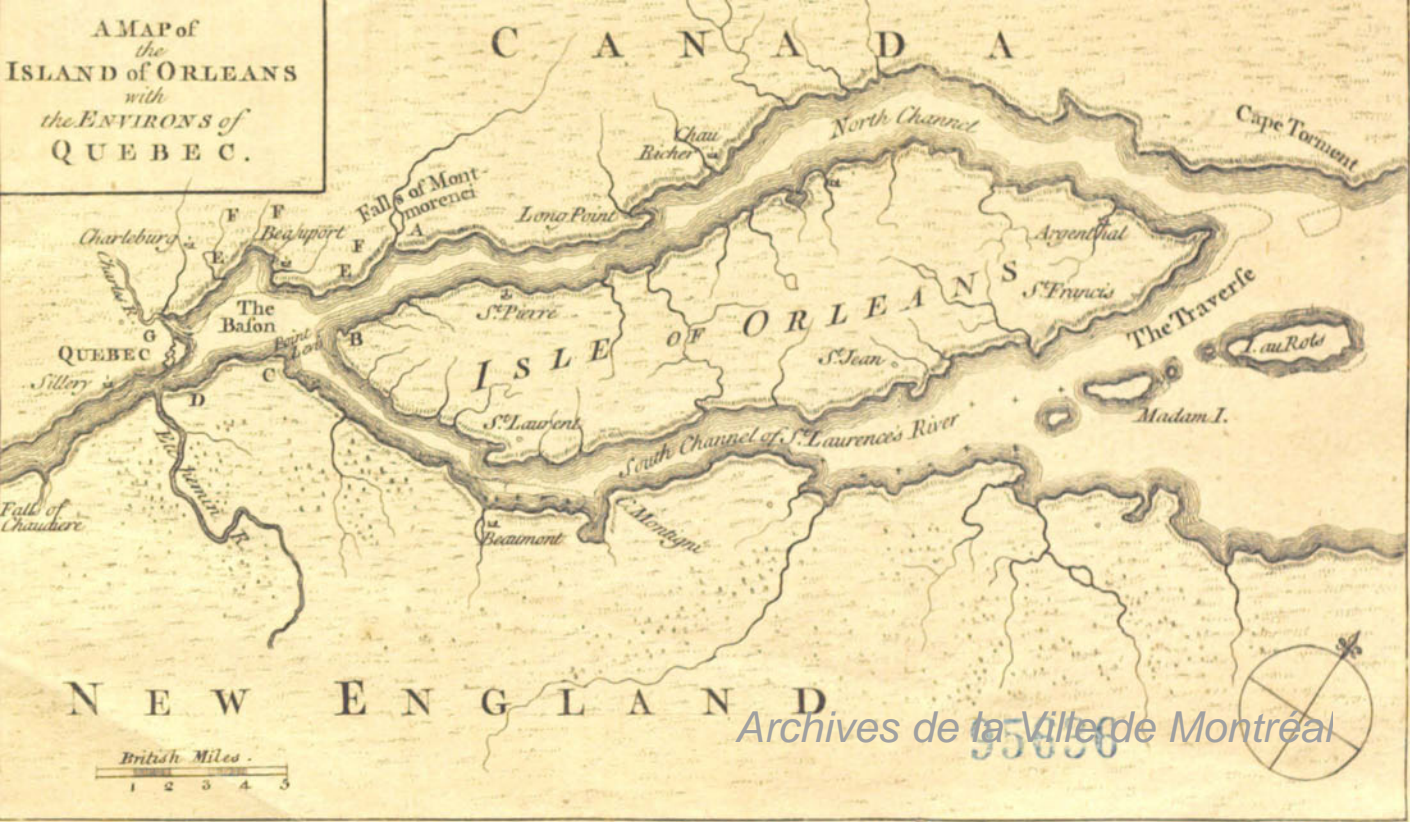 A MAP of
the
ISLAND of ORLEANS
with
the ENVIRONS of
QUEBEC.
CANADA
North Channel
Cape Torment
Chau
Richer
Falls of Mont-
morenci
Long Point
A
F
F
F
Charleburg
Beauport
E
E
Charles R.
The
Bason
G
QUEBEC
Point
Levi
B
C
Sillery
D
St. Pierre
ISLE OF ORLEANS
Argenthal
St. Francis
St. Jean
St. Laurent
The Traverse
I. au Rots
Madam I.
South Channel of St. Laurence's River
Falls of
Chaudiere
R.
Beaumont
C. Montigni
NEW ENGLAND
Archives de la Ville de Montréal
95636
British Miles.
1 2 3 4 5